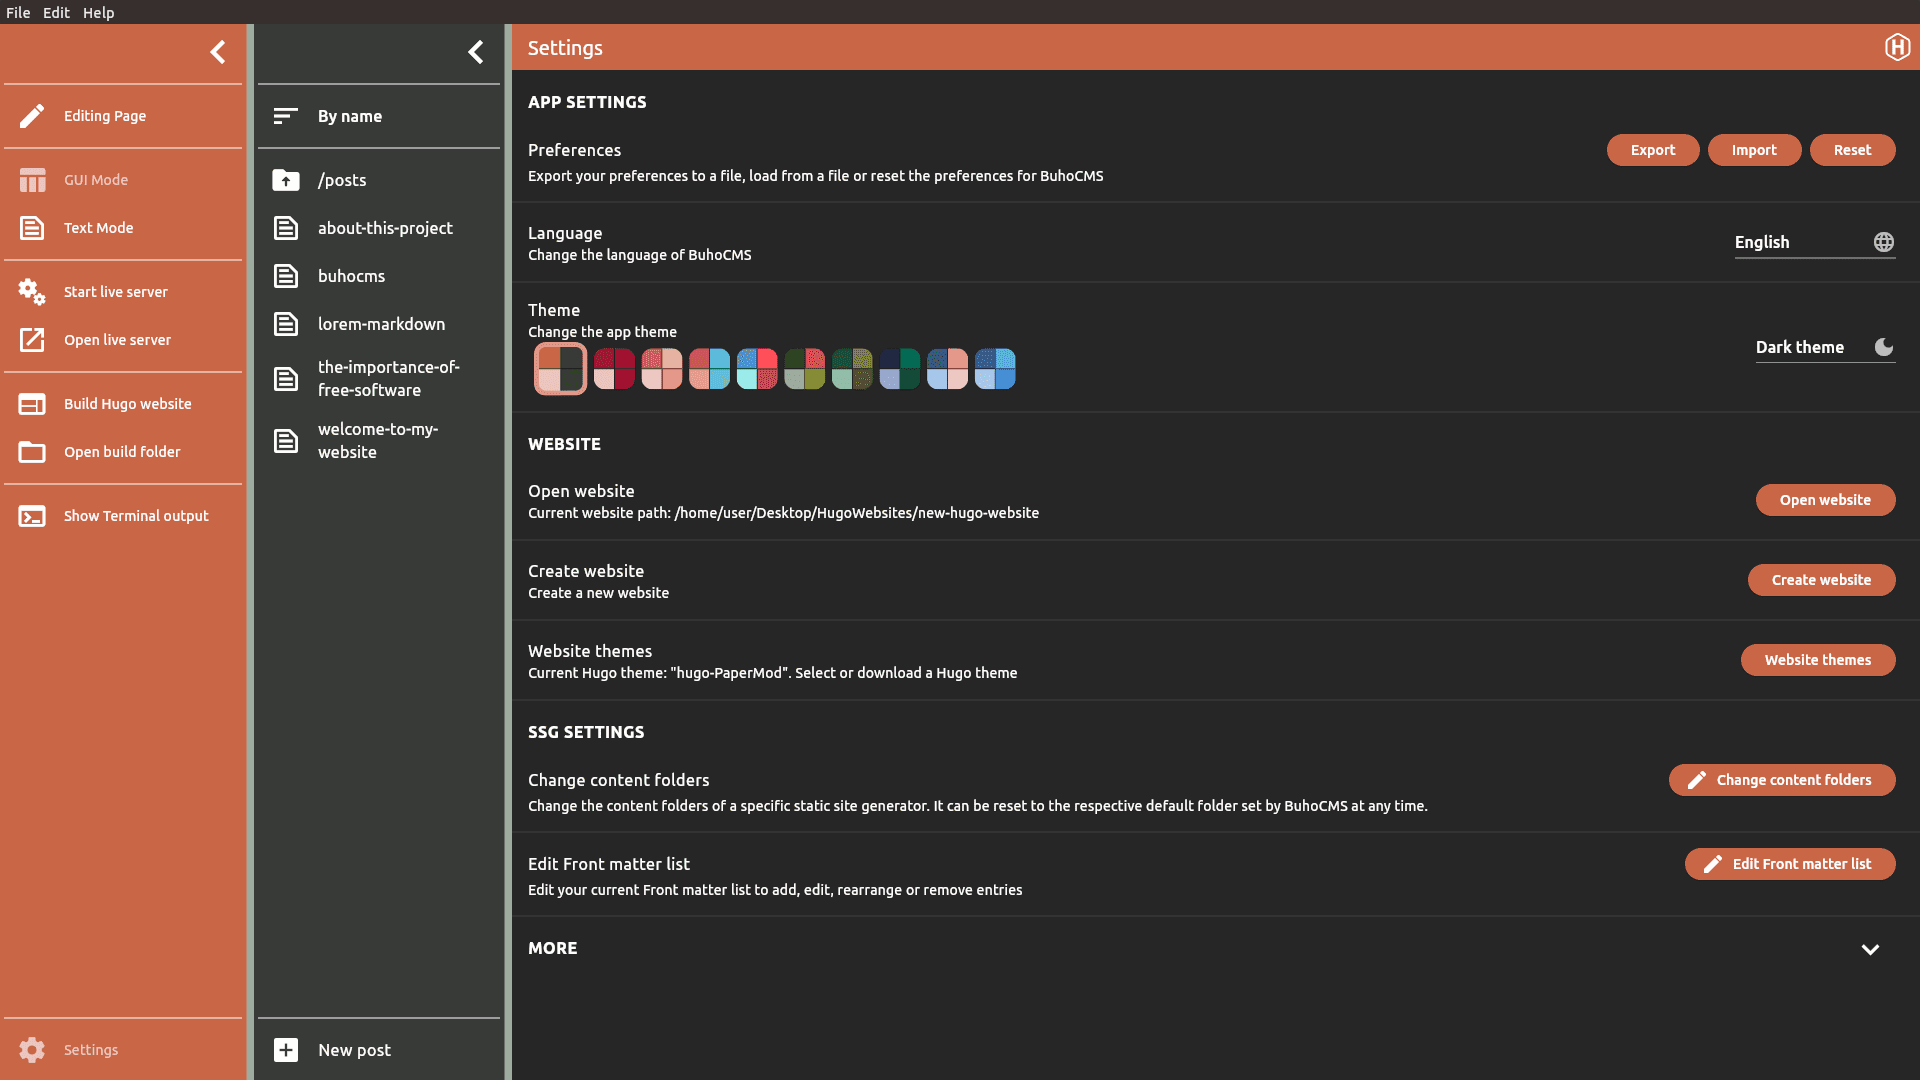 File Edit Help
Editing Page
GUI Mode
Text Mode
Start live server
Open live server
Build Hugo website
Open build folder
Show Terminal output
Settings
By name
/posts
about-this-project
buhocms
lorem-markdown
the-importance-of-
free-software
welcome-to-my-
website
New post
Settings
H
APP SETTINGS
Preferences
Export your preferences to a file, load from a file or reset the preferences for BuhoCMS
Export Import Reset
Language
Change the language of BuhoCMS
English
Theme
Change the app theme
Dark theme
WEBSITE
Open website
Current website path: /home/user/Desktop/HugoWebsites/new-hugo-website
Open website
Create website
Create a new website
Create website
Website themes
Current Hugo theme: "hugo-PaperMod". Select or download a Hugo theme
Website themes
SSG SETTINGS
Change content folders
Change the content folders of a specific static site generator. It can be reset to the respective default folder set by BuhoCMS at any time.
Change content folders
Edit Front matter list
Edit your current Front matter list to add, edit, rearrange or remove entries
Edit Front matter list
MORE